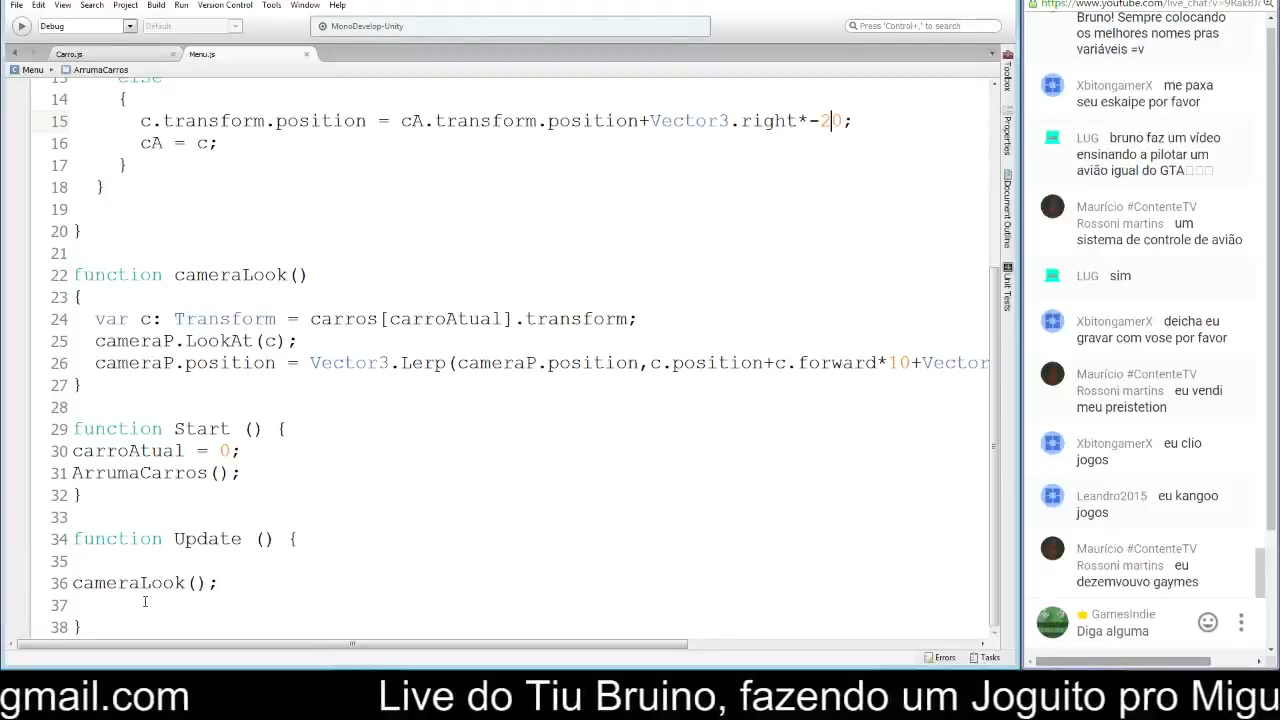 File Edit View Search Project Build Run Version Control Tools Window Help
Debug Default MonoDevelop-Unity Press 'Control+,' to search
Carro.js Menu.js
Menu ArrumaCarros
13 else
14 {
15 c.transform.position = cA.transform.position+Vector3.right*-20;
16 cA = c;
17 }
18 }
19
20 }
21
22 function cameraLook()
23 {
24 var c: Transform = carros[carroAtual].transform;
25 cameraP.LookAt(c);
26 cameraP.position = Vector3.Lerp(cameraP.position,c.position+c.forward*10+Vector
27 }
28
29 function Start () {
30 carroAtual = 0;
31 ArrumaCarros();
32 }
33
34 function Update () {
35
36 cameraLook();
37
38 }
Errors Tasks
Toolbox
Properties
Document Outline
Unit Tests
Bruno! Sempre colocando
os melhores nomes pras
variáveis =v
XbitongamerX me paxa
seu eskaipe por favor
LUG bruno faz um vídeo
ensinando a pilotar um
avião igual do GTA
Maurício #ContenteTV
Rossoni martins um
sistema de controle de avião
LUG sim
XbitongamerX deicha eu
gravar com vose por favor
Maurício #ContenteTV
Rossoni martins eu vendi
meu preistetion
XbitongamerX eu clio
jogos
Leandro2015 eu kangoo
jogos
Maurício #ContenteTV
Rossoni martins eu
dezemvouvo gaymes
GamesIndie
Diga alguma
gmail.com Live do Tiu Bruino, fazendo um Joguito pro Migu